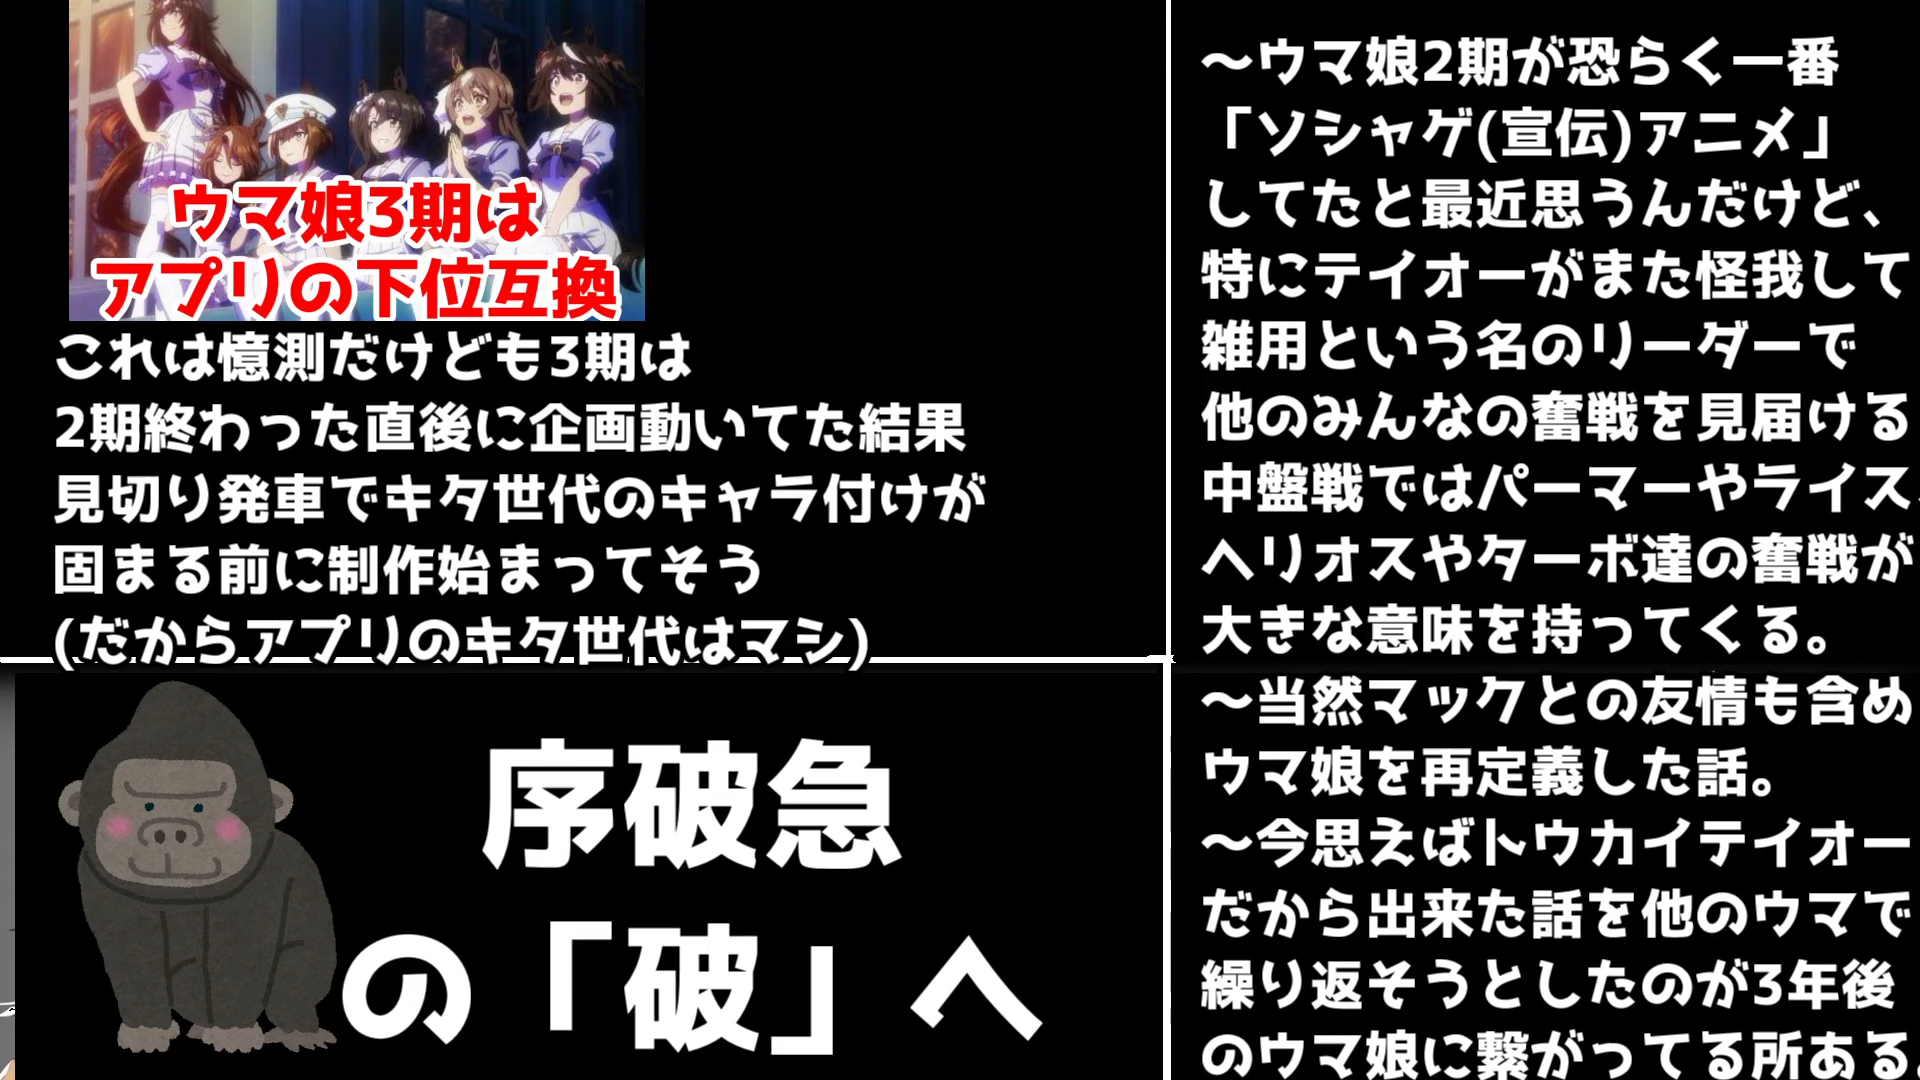 ウマ娘3期は
アプリの下位互換
これは憶測だけども3期は
2期終わった直後に企画動いてた結果
見切り発車でキタ世代のキャラ付けが
固まる前に制作始まってそう
(だからアプリのキタ世代はマシ)
序破急
の「破」へ
～ウマ娘2期が恐らく一番
「ソシャゲ(宣伝)アニメ」
してたと最近思うんだけど、
特にテイオーがまた怪我して
雑用という名のリーダーで
他のみんなの奮戦を見届ける
中盤戦ではパーマーやライス、
ヘリオスやターボ達の奮戦が
大きな意味を持ってくる。
～当然マックとの友情も含め
ウマ娘を再定義した話。
～今思えばトウカイテイオー
だから出来た話を他のウマで
繰り返そうとしたのが3年後
のウマ娘に繋がってる所ある。